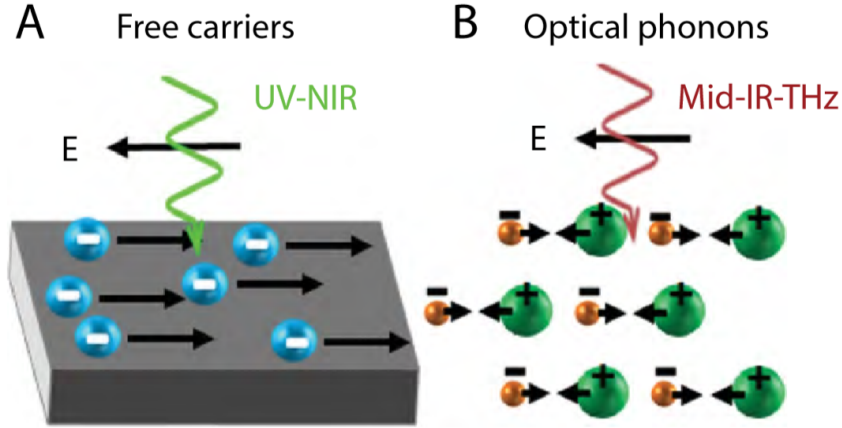 A Free carriers
B Optical phonons
UV-NIR
Mid-IR-THz
E
E